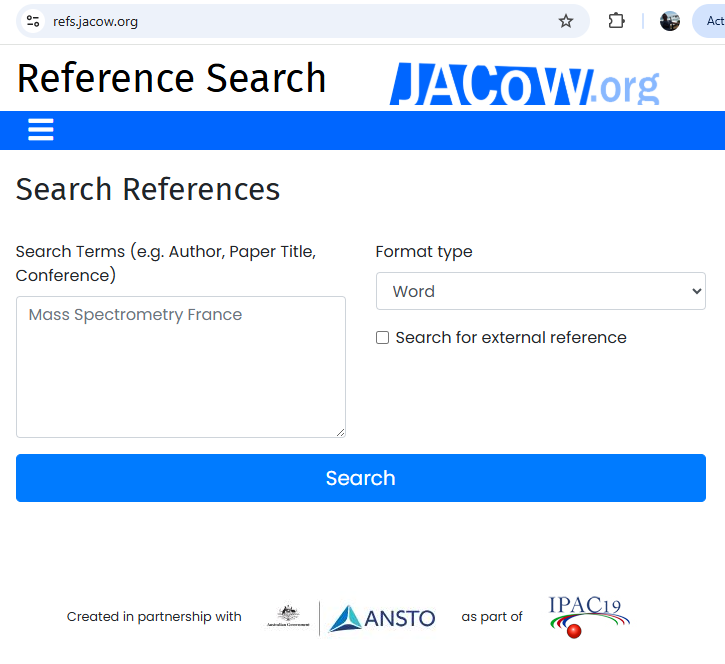 refs.jacow.org
Act
Reference Search
JACoW.org
Search References
Search Terms (e.g. Author, Paper Title,
Conference)
Format type
Mass Spectrometry France
Word
Search for external reference
Search
Created in partnership with
Australian Government
ANSTO
as part of
IPAC19